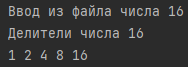 Ввод из файла числа 16
Делители числа 16
1 2 4 8 16